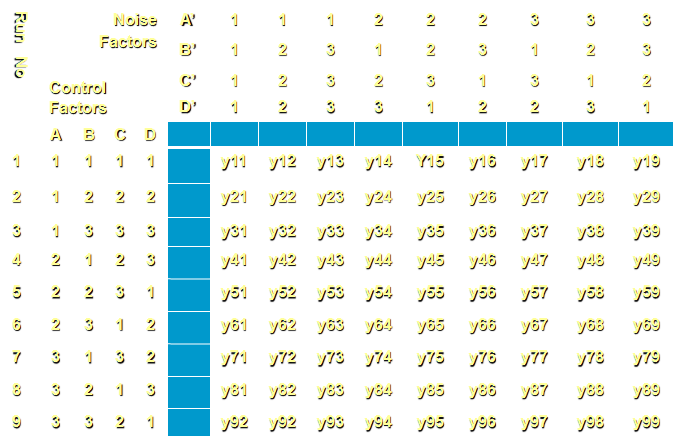 Run No
Noise Factors A' 1 1 1 2 2 2 3 3 3
B' 1 2 3 1 2 3 1 2 3
Control Factors C' 1 2 3 2 3 1 3 1 2
D' 1 2 3 3 1 2 2 3 1
A B C D
1 1 1 1 1 y11 y12 y13 y14 Y15 y16 y17 y18 y19
2 1 2 2 2 y21 y22 y23 y24 y25 y26 y27 y28 y29
3 1 3 3 3 y31 y32 y33 y34 y35 y36 y37 y38 y39
4 2 1 2 3 y41 y42 y43 y44 y45 y46 y47 y48 y49
5 2 2 3 1 y51 y52 y53 y54 y55 y56 y57 y58 y59
6 2 3 1 2 y61 y62 y63 y64 y65 y66 y67 y68 y69
7 3 1 3 2 y71 y72 y73 y74 y75 y76 y77 y78 y79
8 3 2 1 3 y81 y82 y83 y84 y85 y86 y87 y88 y89
9 3 3 2 1 y92 y92 y93 y94 y95 y96 y97 y98 y99